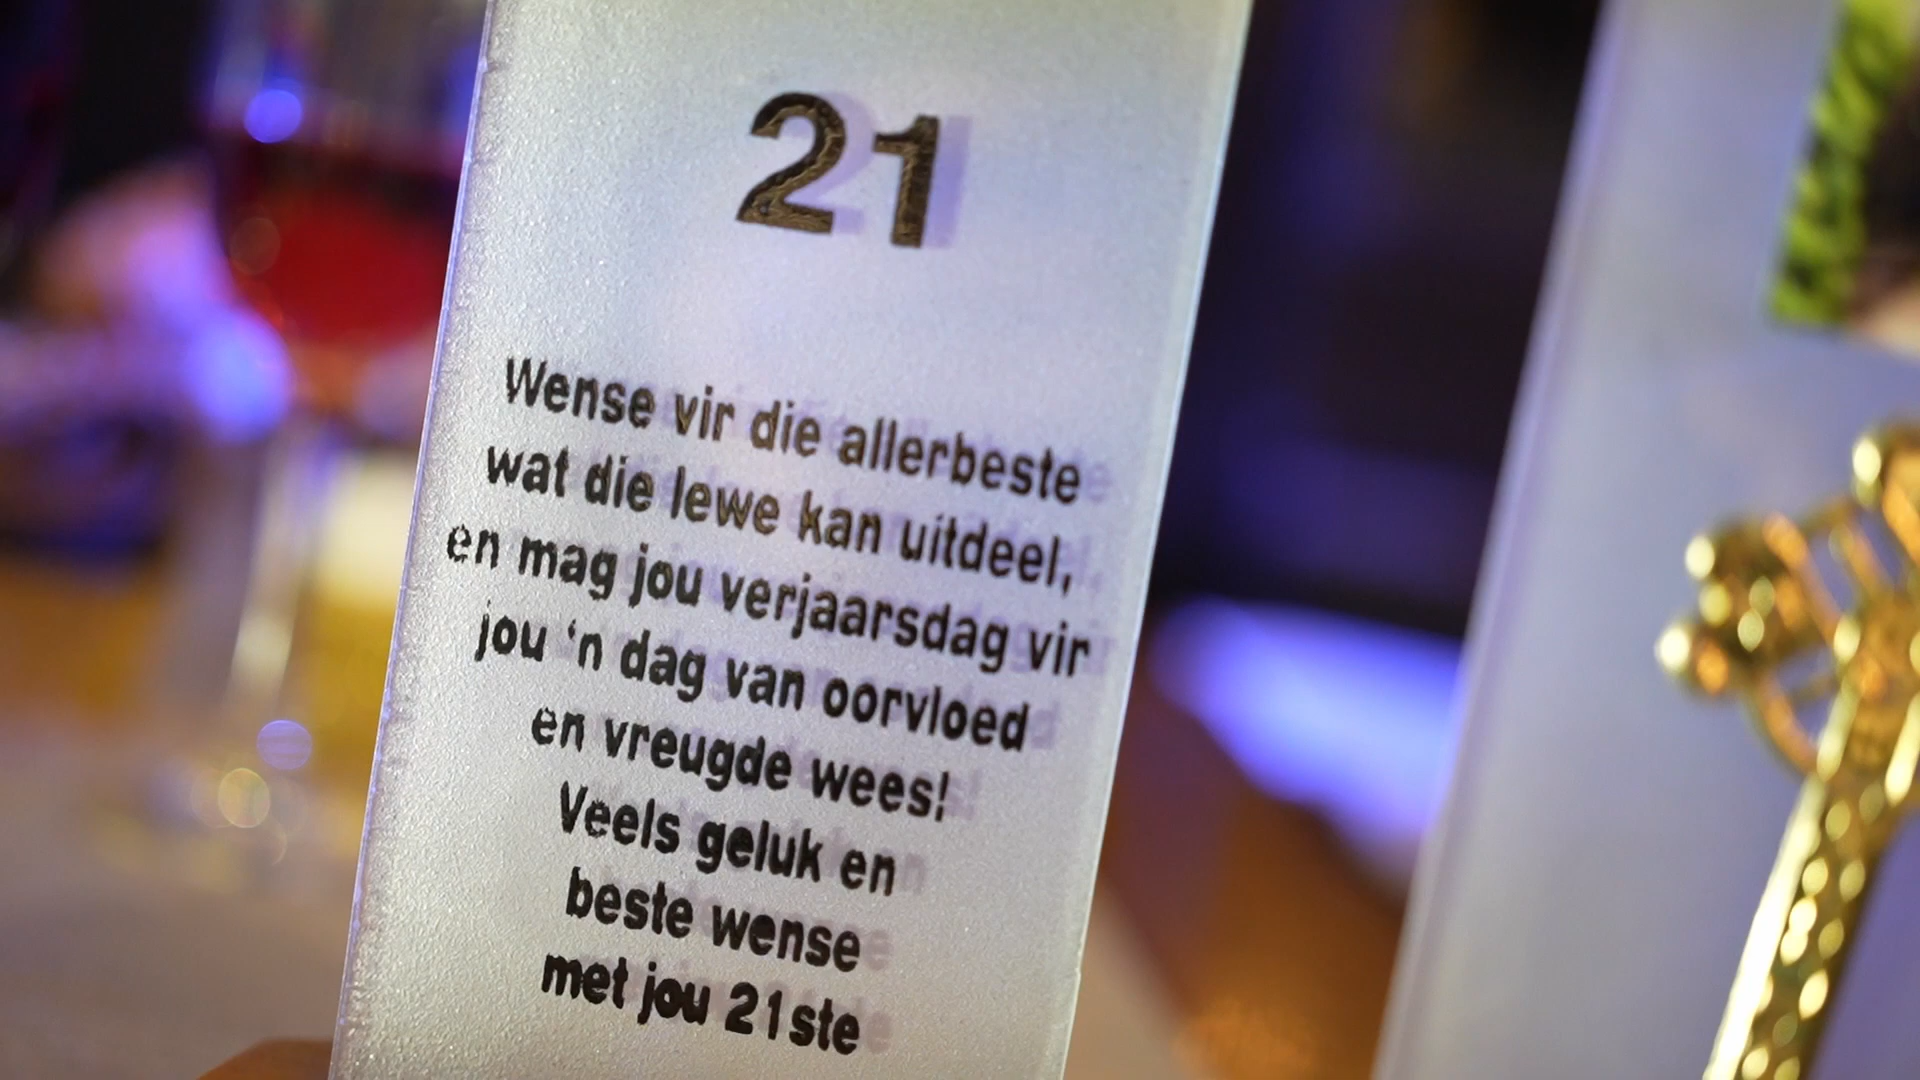 21
Wense vir die allerbeste
wat die lewe kan uitdeel,
en mag jou verjaarsdag vir
jou ‘n dag van oorvloed
en vreugde wees!
Veels geluk en
beste wense
met jou 21ste